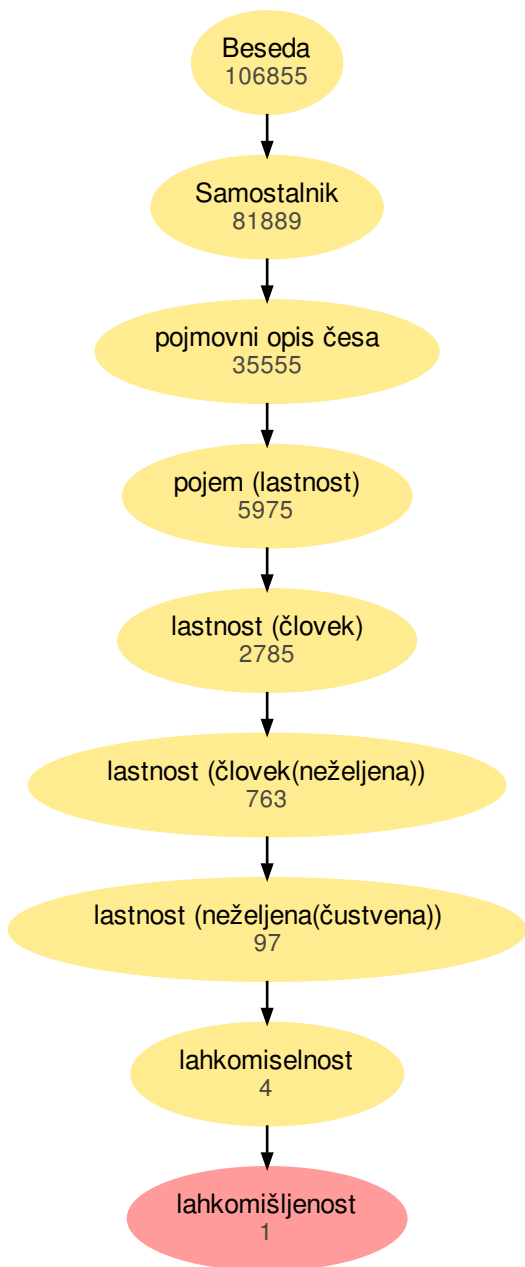 Beseda
106855
Samostalnik
81889
pojmovni opis česa
35555
pojem (lastnost)
5975
lastnost (človek)
2785
lastnost (človek(neželjena))
763
lastnost (neželjena(čustvena))
97
lahkomiselnost
4
lahkomišljenost
1